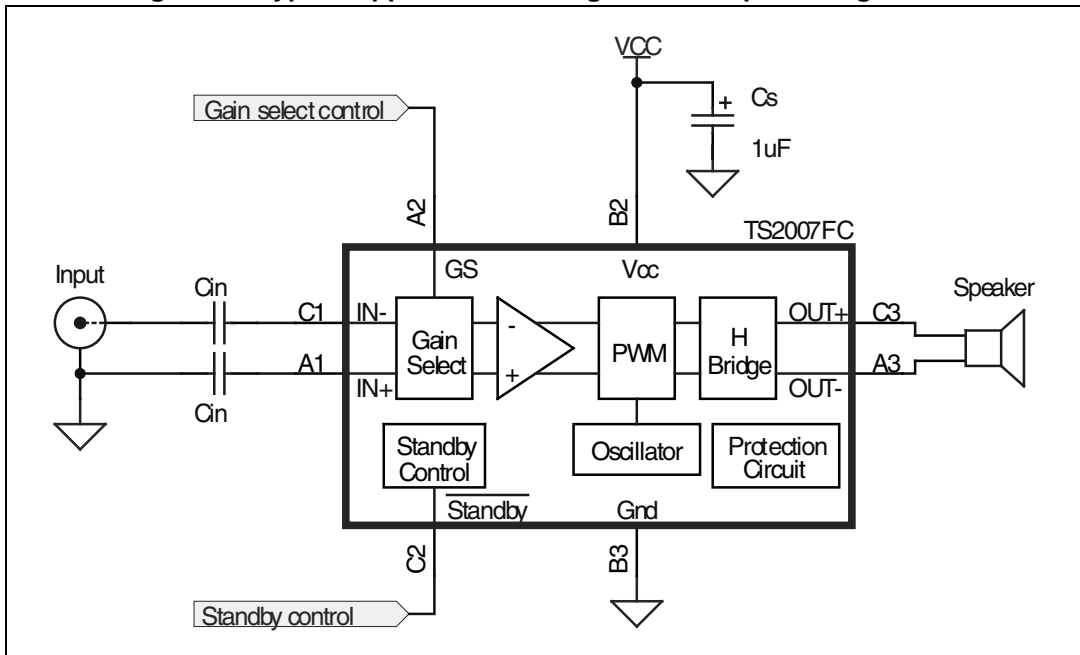 VCC
Gain select control
+ Cs
1uF
A2
B2
TS2007FC
Input
GS
Vcc
Speaker
Cin
C1
IN-
OUT+
C3
Gain
Select
-
+
PWM
H
Bridge
A1
IN+
OUT-
A3
Cin
Standby
Control
Oscillator
Protection
Circuit
Standby
Gnd
C2
B3
Standby control